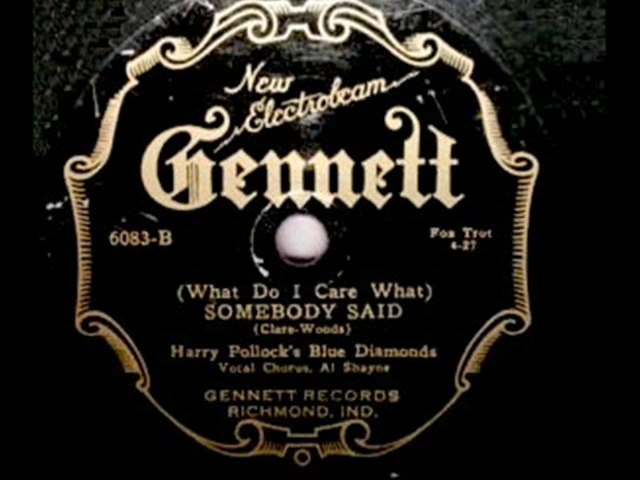 New
Electrobeam
Gennett
6083-B
Fox Trot
4-27
(What Do I Care What)
SOMEBODY SAID
(Clare-Woods)
Harry Pollock's Blue Diamonds
Vocal Chorus, Al Shayne
GENNETT RECORDS
RICHMOND, IND.